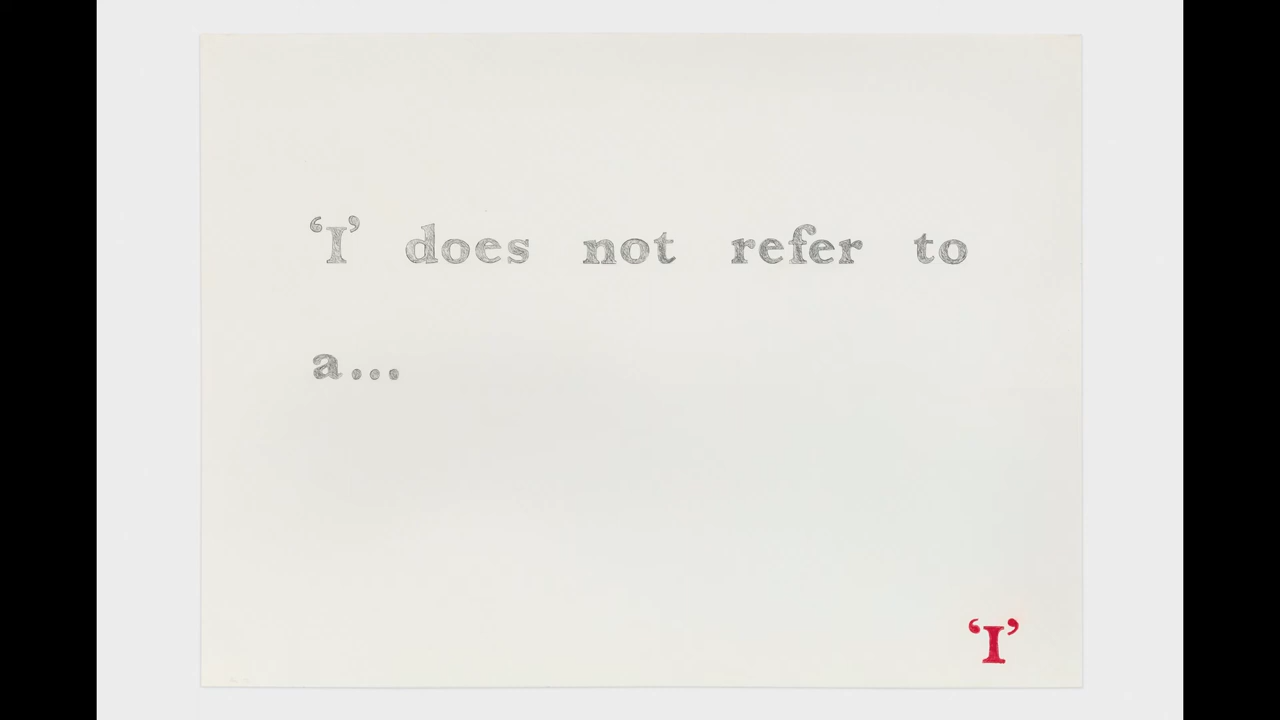 ‘I’ does not refer to
a...
‘I’